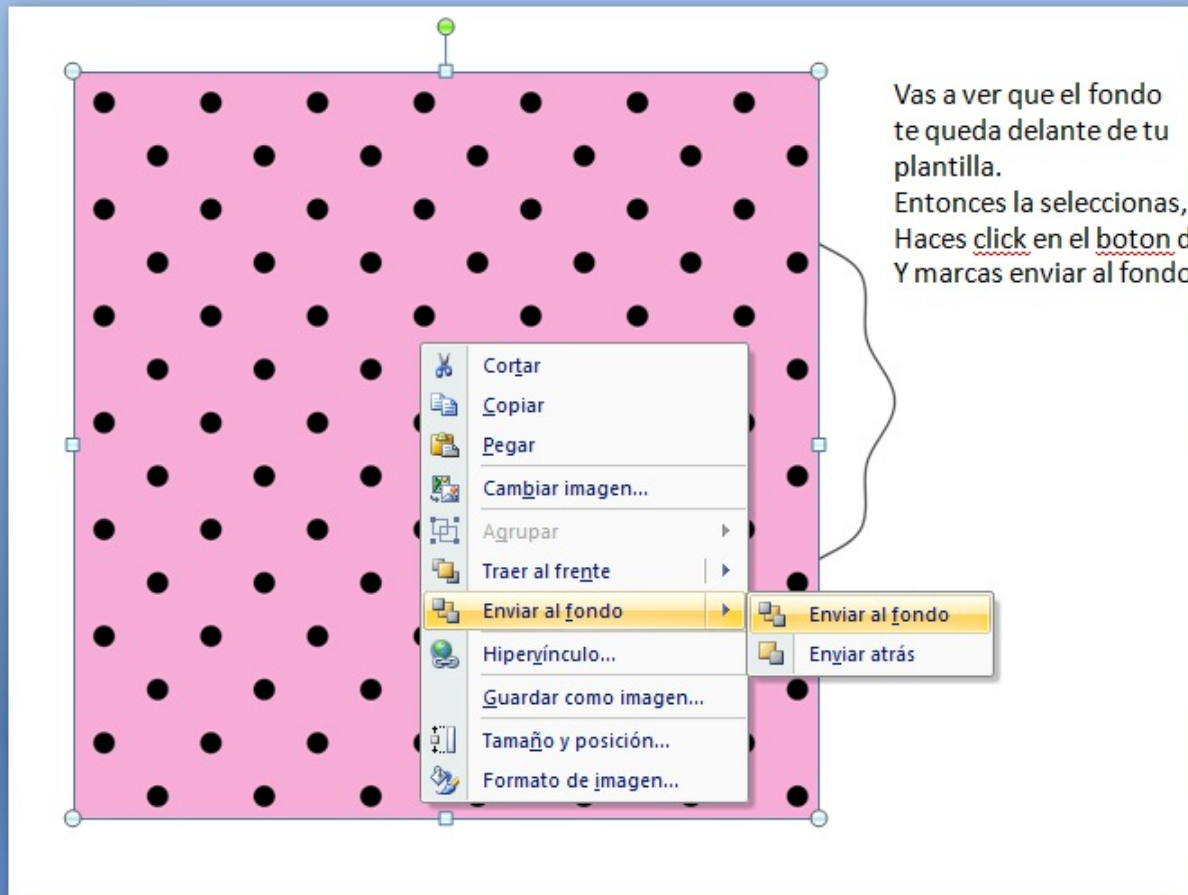 Vas a ver que el fondo
te queda delante de tu
plantilla.
Entonces la seleccionas,
Haces click en el boton
Y marcas enviar al fondo
Cortar
Copiar
Pegar
Cambiar imagen...
Agrupar
Traer al frente
Enviar al fondo
Hipervínculo...
Guardar como imagen...
Tamaño y posición...
Formato de imagen...
Enviar al fondo
Enviar atrás